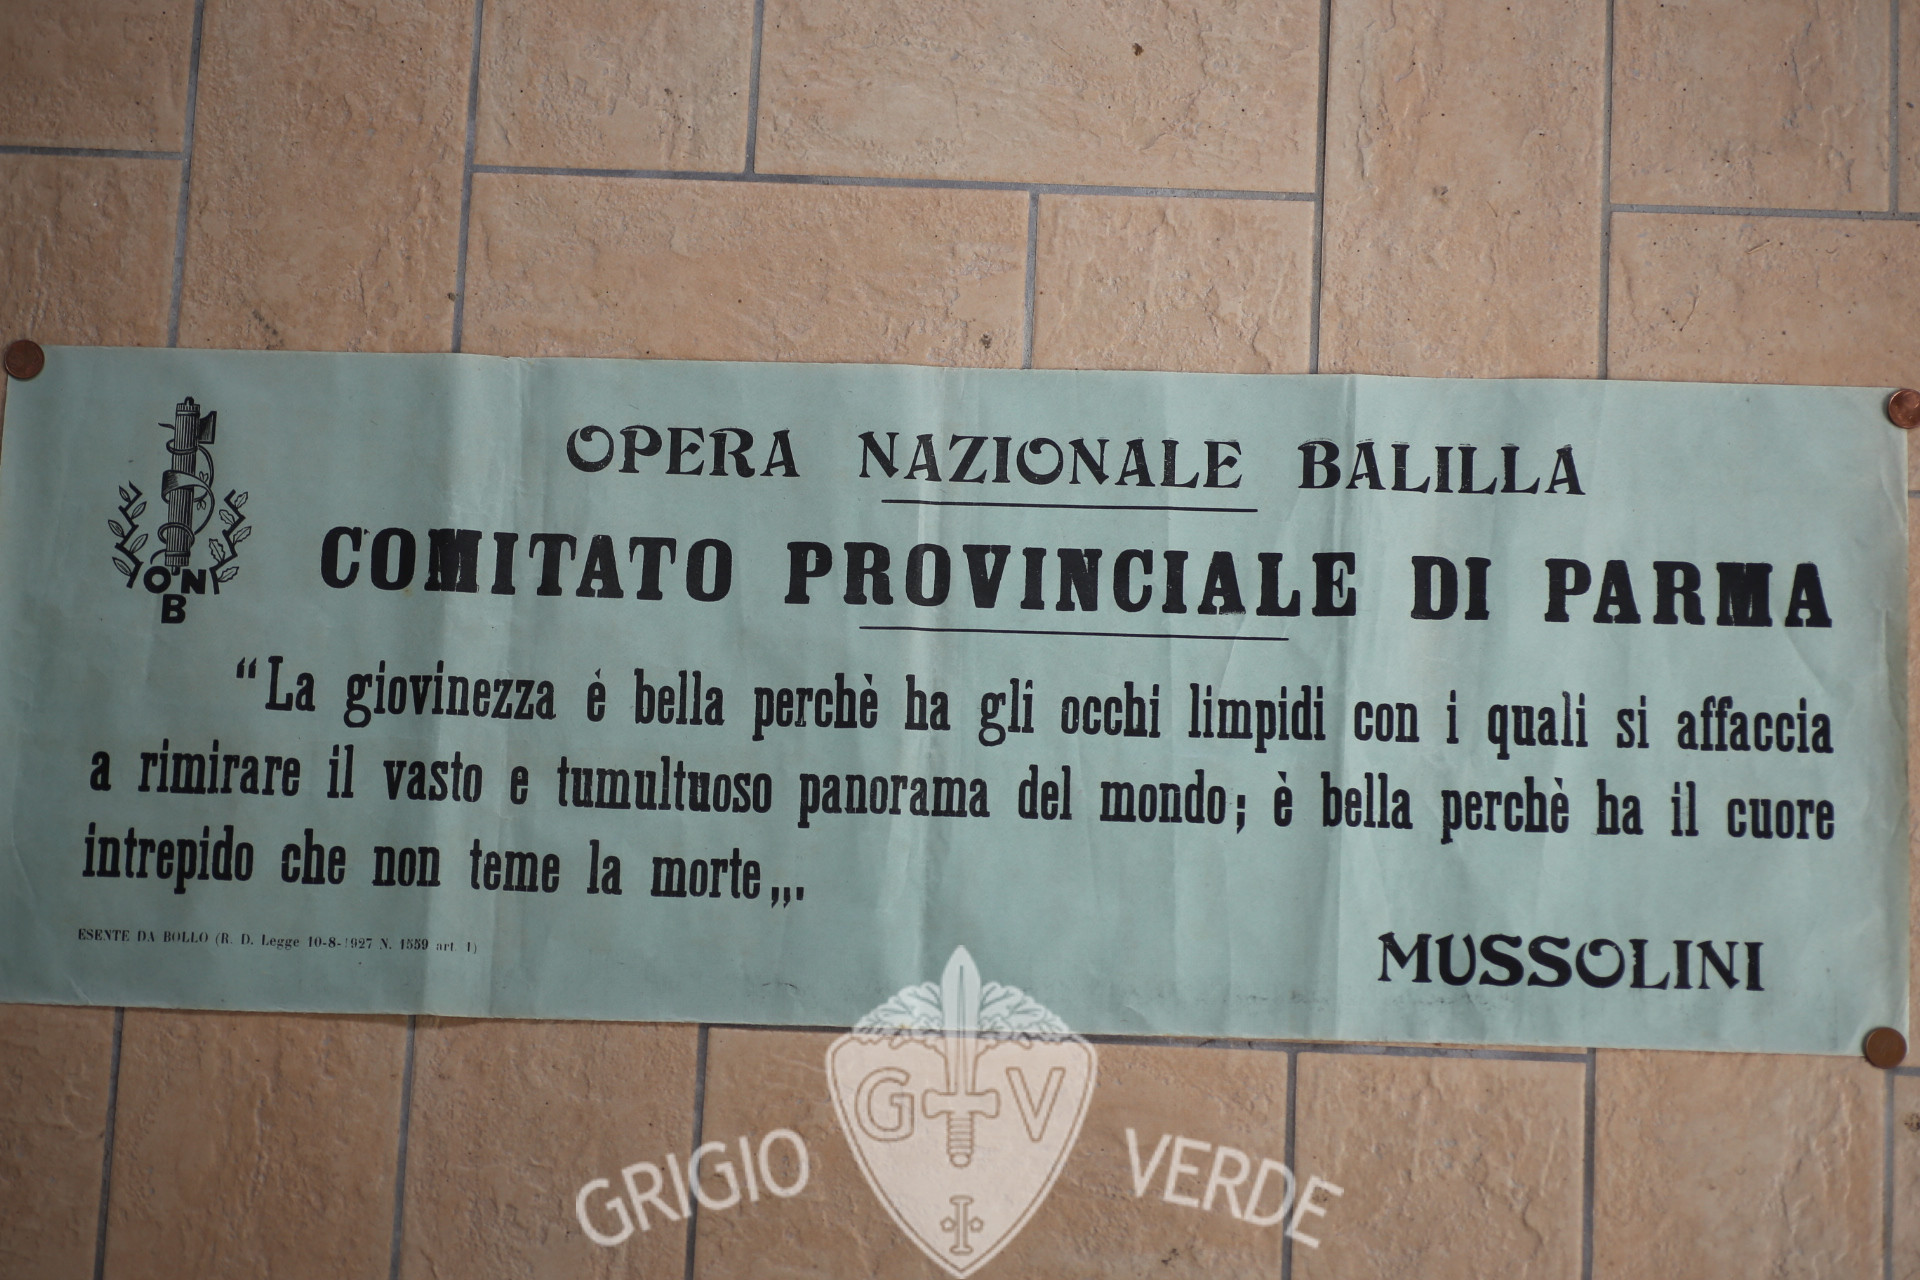 OPERA NAZIONALE BALILLA
COMITATO PROVINCIALE DI PARMA
O N
B
“La giovinezza é bella perchè ha gli occhi limpidi con i quali si affaccia
a rimirare il vasto e tumultuoso panorama del mondo; è bella perchè ha il cuore
intrepido che non teme la morte„.
ESENTE DA BOLLO (R. D. Legge 10-8-1927 N. 1559 art. 1)
MUSSOLINI
G V
GRIGIO VERDE